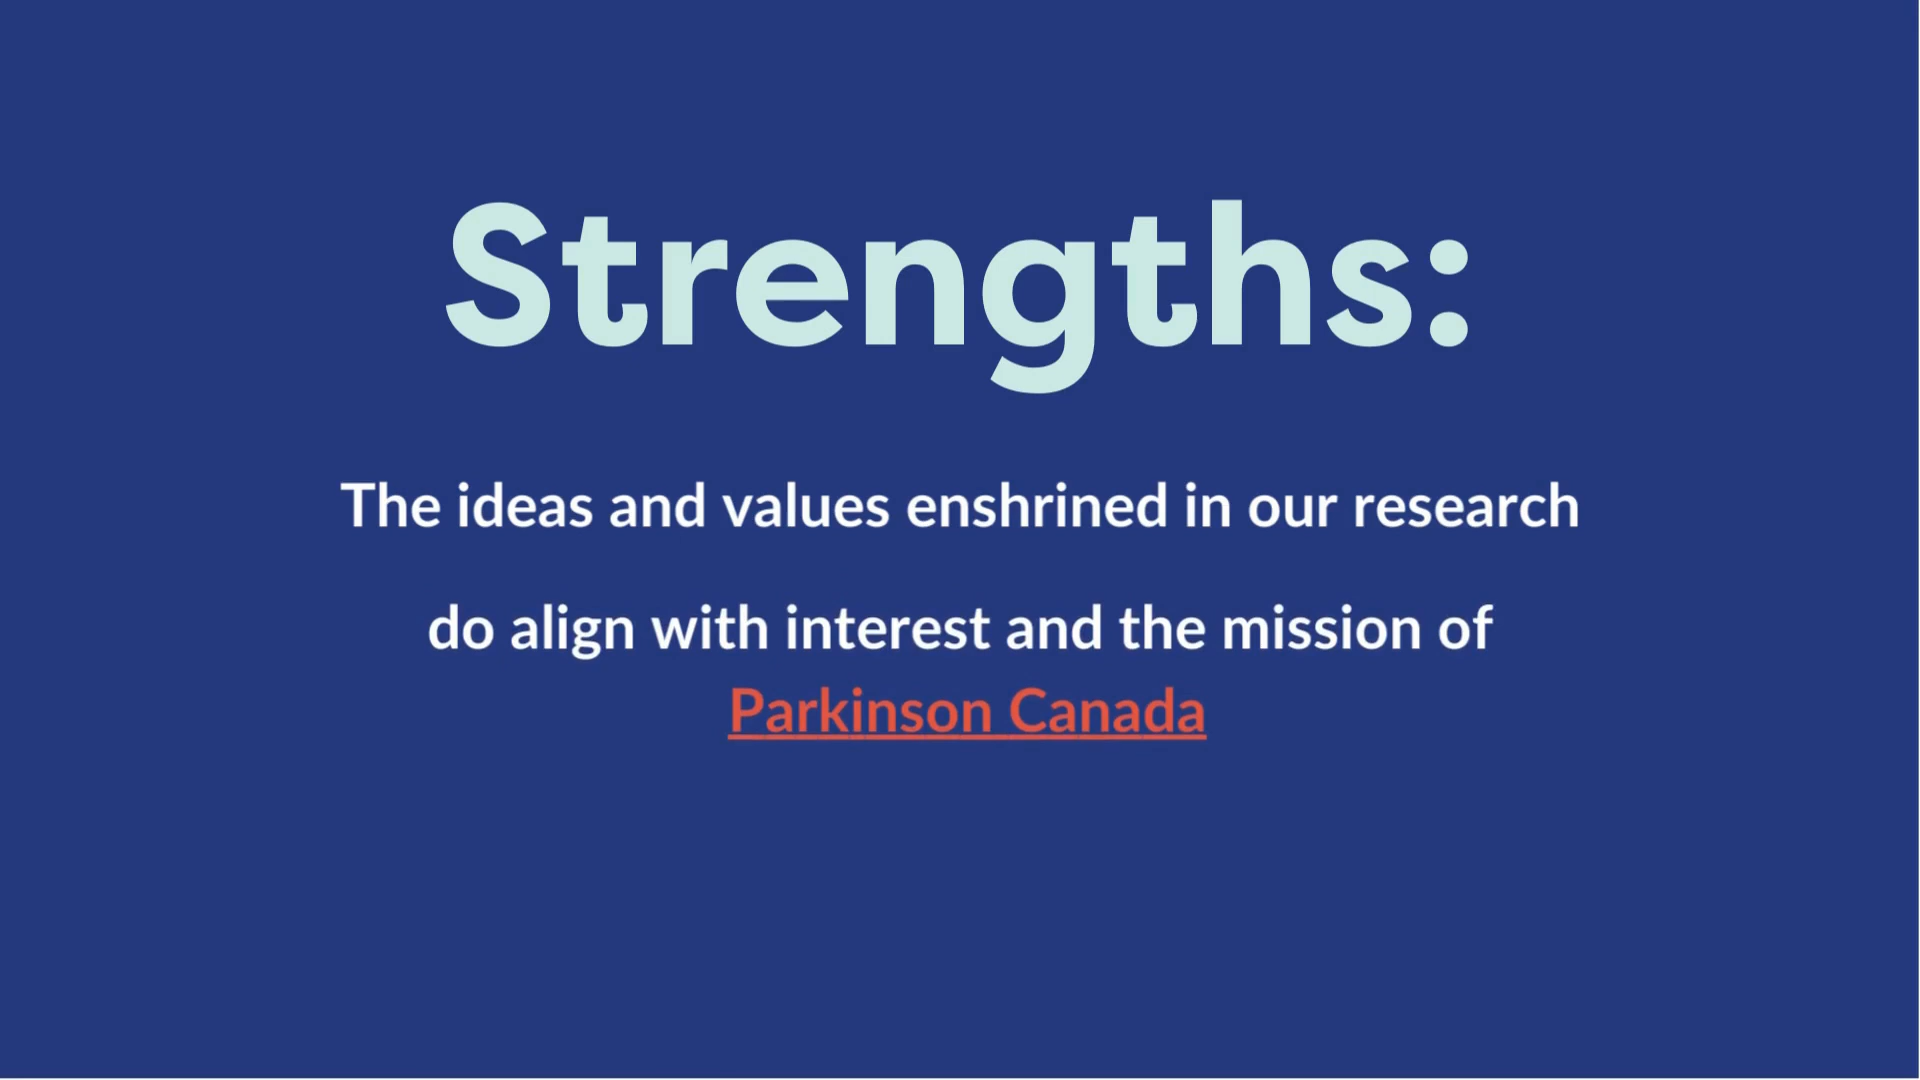 Strengths:
The ideas and values enshrined in our research
do align with interest and the mission of
Parkinson Canada